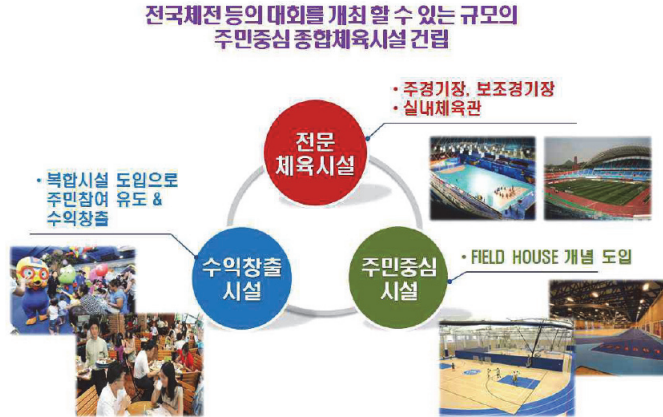 전국체전 등의 대회를 개최 할 수 있는 규모의
주민중심 종합체육시설 건립
• 주경기장, 보조경기장
• 실내체육관
전문
체육시설
• 복합시설 도입으로
주민참여 유도 &
수익창출
수익창출
시설
주민중심
시설
• FIELD HOUSE 개념 도입